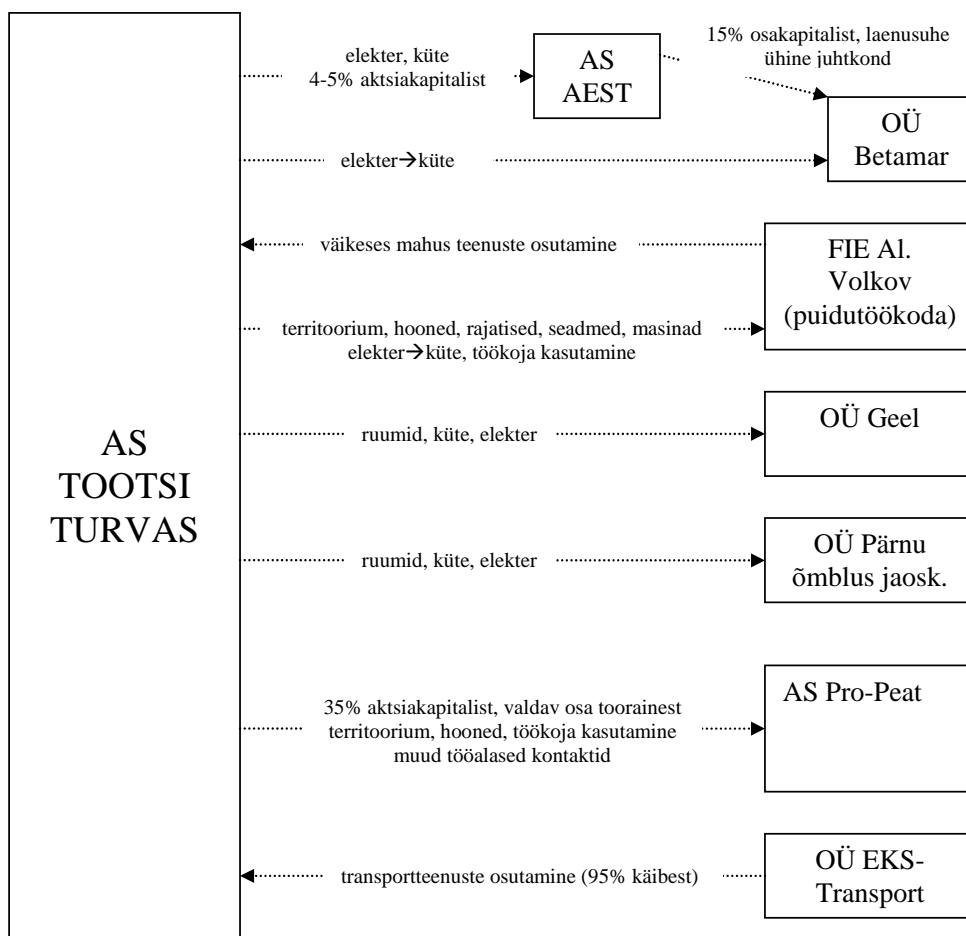 elekter, küte
4-5% aktsiakapitalist
AS
AEST
15% osakapitalist, laenusuhe
ühine juhtkond
OÜ
Betamar
elekter→küte
väikeses mahus teenuste osutamine
FIE Al.
Volkov
(puidutöökoda)
territoorium, hooned, rajatised, seadmed, masinad
elekter→küte, töökoja kasutamine
AS
TOOTSI
TURVAS
ruumid, küte, elekter
OÜ Geel
ruumid, küte, elekter
OÜ Pärnu
õmblus jaosk.
35% aktsiakapitalist, valdav osa toorainest
territoorium, hooned, töökoja kasutamine
muud tööalased kontaktid
AS Pro-Peat
transportteenuste osutamine (95% käibest)
OÜ EKS-
Transport